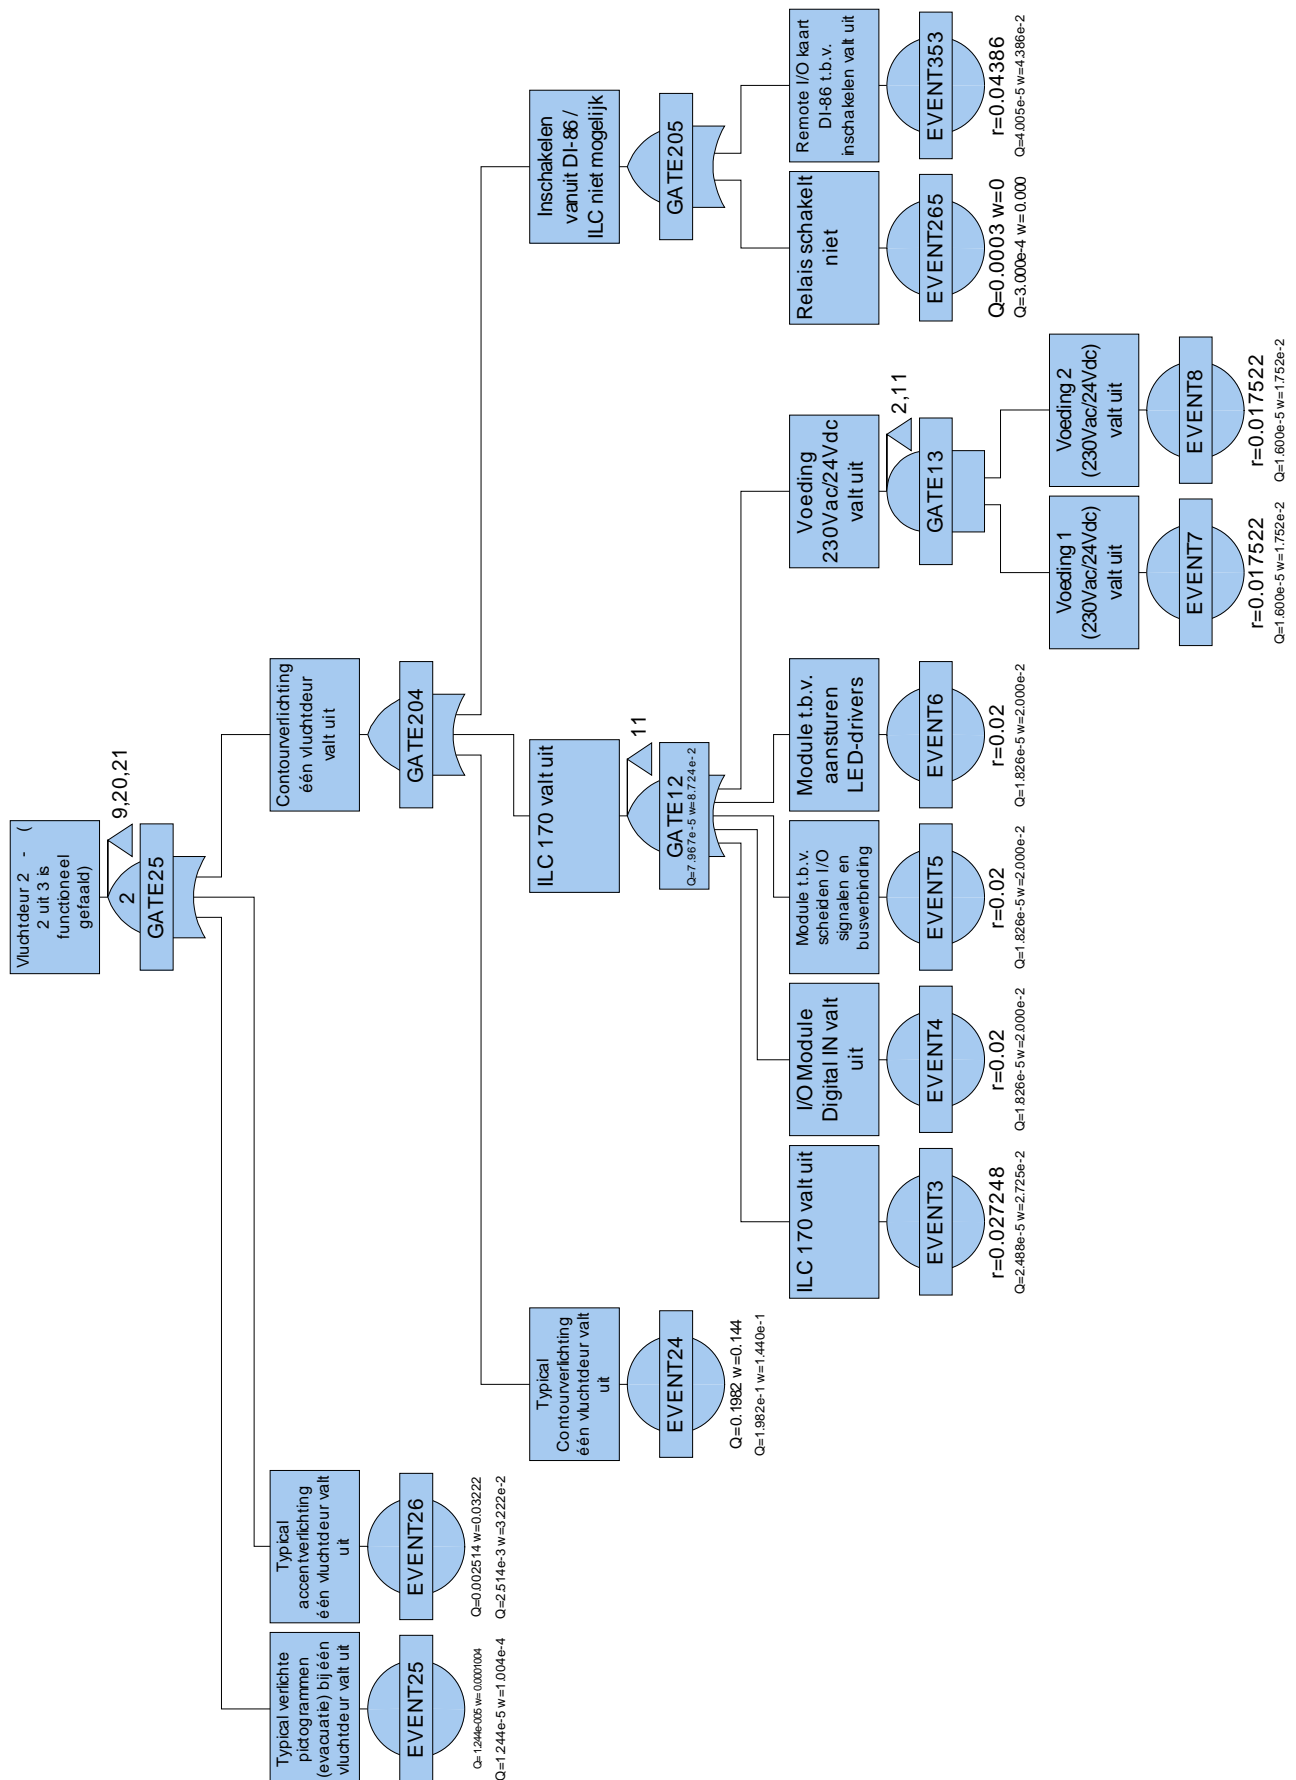 Vluchtdeur 2 - (
2 uit 3 is
functioneel
gefaald)
2
GATE25
9,20,21
Typical verlichte
pictogrammen
(evacuatie) bij één
vluchtdeur valt uit
EVENT25
Q=1.244e-005 w=0.0001004
Q=1.244e-5 w=1.004e-4
Typical
accentverlichting
één vluchtdeur valt
uit
EVENT26
Q=0.002514 w=0.03222
Q=2.514e-3 w=3.222e-2
Contourverlichting
één vluchtdeur
valt uit
GATE204
Typical
Contourverlichting
één vluchtdeur valt
uit
EVENT24
Q=0.1982 w=0.144
Q=1.982e-1 w=1.440e-1
ILC 170 valt uit
11
GATE12
Q=7.967e-5 w=8.724e-2
Inschakelen
vanuit DI-86 /
ILC niet mogelijk
GATE205
ILC 170 valt uit
EVENT3
r=0.027248
Q=2.488e-5 w=2.725e-2
I/O Module
Digital IN valt
uit
EVENT4
r=0.02
Q=1.826e-5 w=2.000e-2
Module t.b.v.
scheiden I/O
signalen en
busverbinding
EVENT5
r=0.02
Q=1.826e-5 w=2.000e-2
Module t.b.v.
aansturen
LED-drivers
EVENT6
r=0.02
Q=1.826e-5 w=2.000e-2
Voeding
230Vac/24Vdc
valt uit
2,11
GATE13
Relais schakelt
niet
EVENT265
Q=0.0003 w=0
Q=3.000e-4 w=0.000
Remote I/O kaart
DI-86 t.b.v.
inschakelen valt uit
EVENT353
r=0.04386
Q=4.005e-5 w=4.386e-2
Voeding 1
(230Vac/24Vdc)
valt uit
EVENT7
r=0.017522
Q=1.600e-5 w=1.752e-2
Voeding 2
(230Vac/24Vdc)
valt uit
EVENT8
r=0.017522
Q=1.600e-5 w=1.752e-2